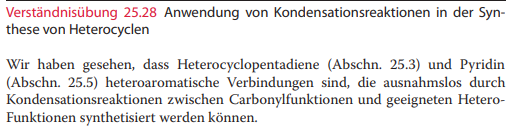 Verständnisübung 25.28 Anwendung von Kondensationsreaktionen in der Syn-
these von Heterocyclen
Wir haben gesehen, dass Heterocyclopentadiene (Abschn. 25.3) und Pyridin
(Abschn. 25.5) heteroaromatische Verbindungen sind, die ausnahmslos durch
Kondensationsreaktionen zwischen Carbonylfunktionen und geeigneten Hetero-
Funktionen synthetisiert werden können.